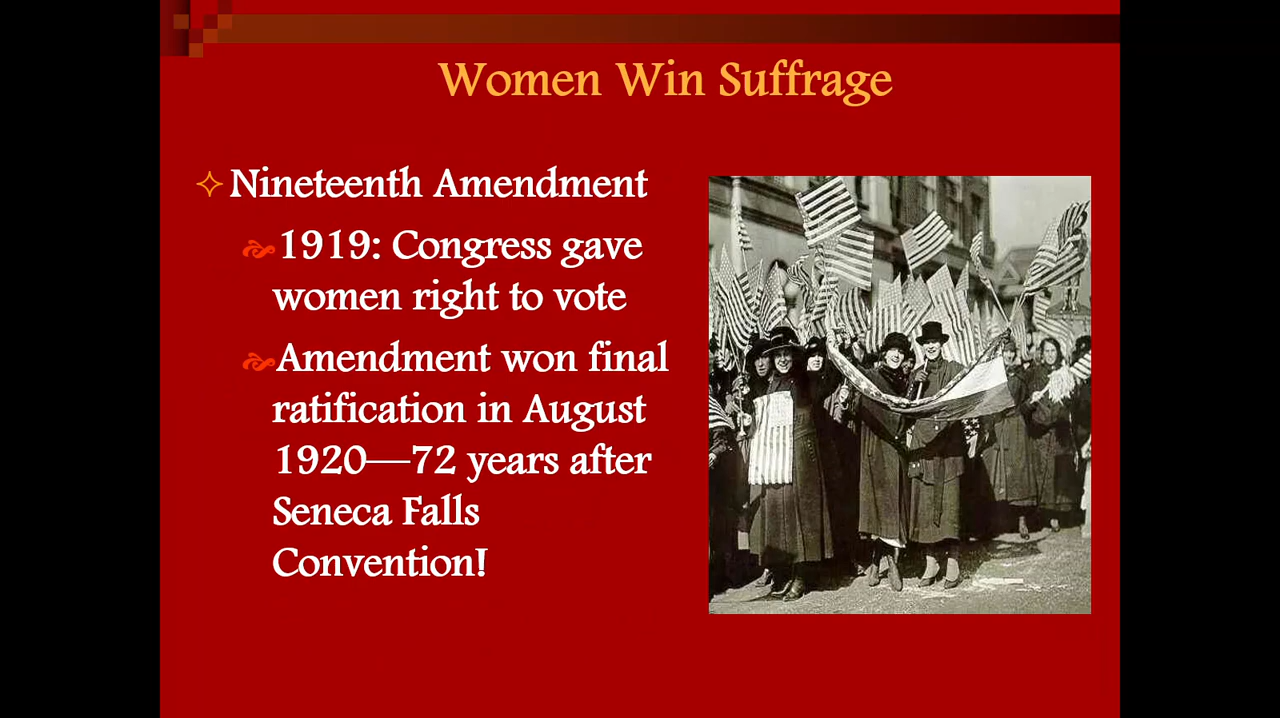 Women Win Suffrage
Nineteenth Amendment
1919: Congress gave
women right to vote
Amendment won final
ratification in August
1920—72 years after
Seneca Falls
Convention!